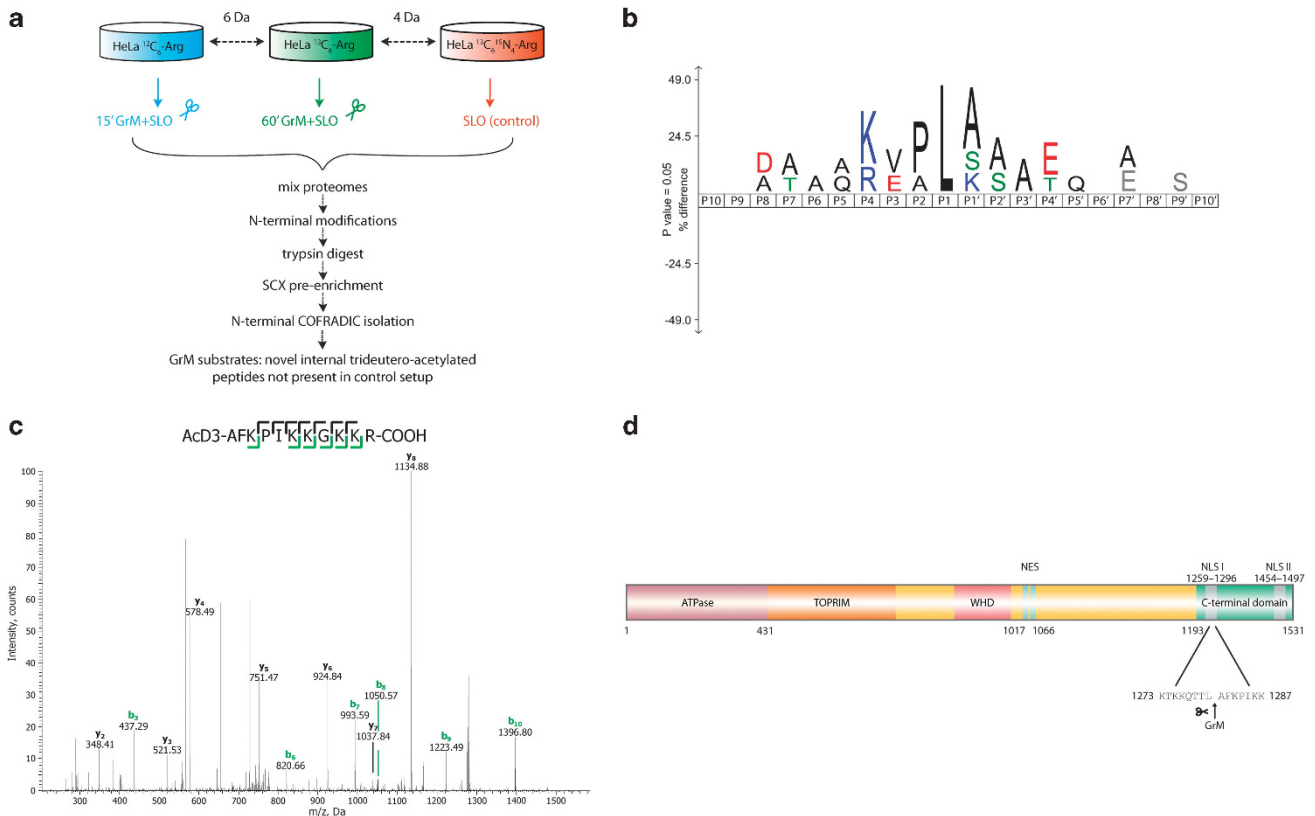 a
6 Da
4 Da
HeLa ¹²C₆-Arg
HeLa ¹³C₆-Arg
HeLa ¹³C₆¹⁵N₄-Arg
15' GrM+SLO
60' GrM+SLO
SLO (control)
mix proteomes
N-terminal modifications
trypsin digest
SCX pre-enrichment
N-terminal COFRADIC isolation
GrM substrates: novel internal trideutero-acetylated
peptides not present in control setup
b
P value = 0.05
% difference
49.0
24.5
-24.5
-49.0
D A A K V P L A A E A
A T A Q R E A S S A T Q E S
K
P10 P9 P8 P7 P6 P5 P4 P3 P2 P1 P1' P2' P3' P4' P5' P6' P7' P8' P9' P10'
c
AcD3-AFKPIKKGKKR-COOH
Intensity, counts
100
90
80
70
60
50
40
30
20
10
0
y₈
1134.88
y₄
578.49
y₅
751.47
y₆
924.84
b₈
1050.57
b₇
993.59
y₇
1037.84
b₃
437.29
y₂
348.41
y₃
521.53
b₆
820.66
b₉
1223.49
b₁₀
1396.80
300 400 500 600 700 800 900 1000 1100 1200 1300 1400 1500
m/z, Da
d
NES
NLS I
1259–1296
NLS II
1454–1497
ATPase
TOPRIM
WHD
C-terminal domain
1 431 1017 1066 1193 1531
1273 KTKKQTTL AFKPIKK 1287
GrM